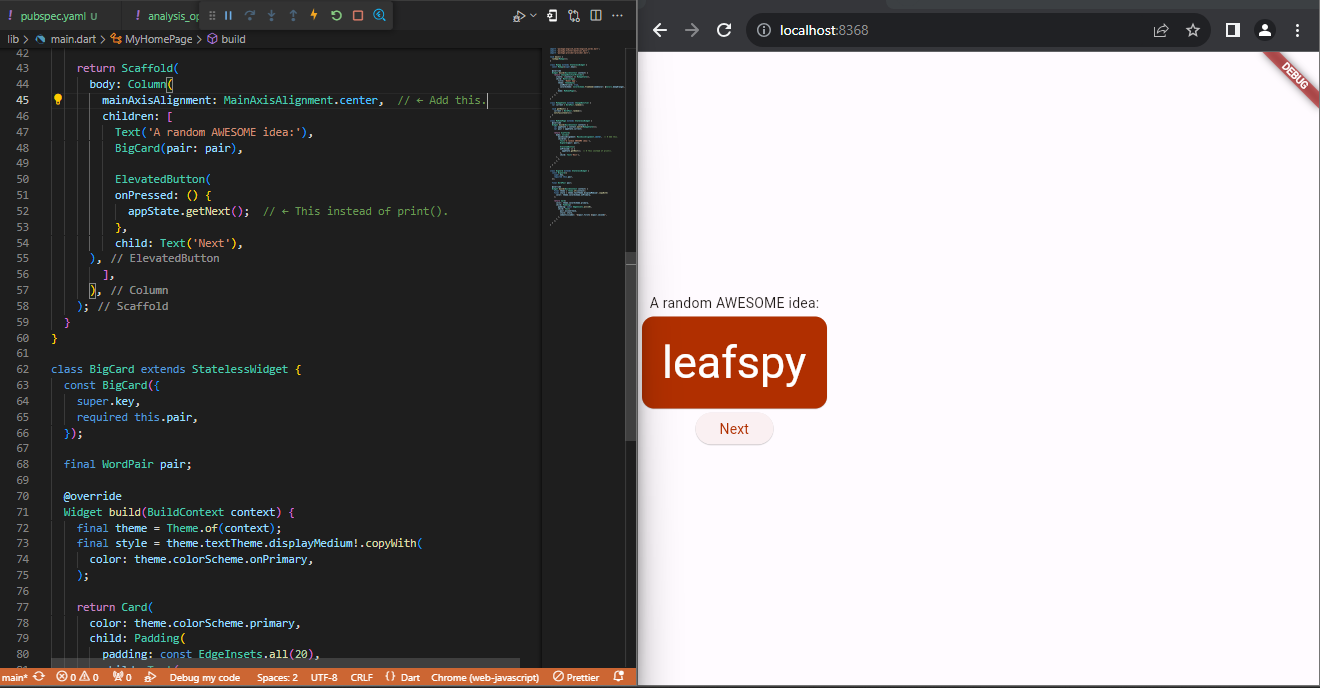 pubspec.yaml U
analysis_op
lib > main.dart > MyHomePage > build
42
43 return Scaffold(
44 body: Column(
45 mainAxisAlignment: MainAxisAlignment.center, // ← Add this.
46 children: [
47 Text('A random AWESOME idea:'),
48 BigCard(pair: pair),
49
50 ElevatedButton(
51 onPressed: () {
52 appState.getNext(); // ← This instead of print().
53 },
54 child: Text('Next'),
55 ), // ElevatedButton
56 ],
57 ), // Column
58 ); // Scaffold
59 }
60 }
61
62 class BigCard extends StatelessWidget {
63 const BigCard({
64 super.key,
65 required this.pair,
66 });
67
68 final WordPair pair;
69
70 @override
71 Widget build(BuildContext context) {
72 final theme = Theme.of(context);
73 final style = theme.textTheme.displayMedium!.copyWith(
74 color: theme.colorScheme.onPrimary,
75 );
76
77 return Card(
78 color: theme.colorScheme.primary,
79 child: Padding(
80 padding: const EdgeInsets.all(20),
main* 0 0 0 Debug my code Spaces: 2 UTF-8 CRLF {} Dart Chrome (web-javascript) Prettier
localhost:8368
DEBUG
A random AWESOME idea:
leafspy
Next